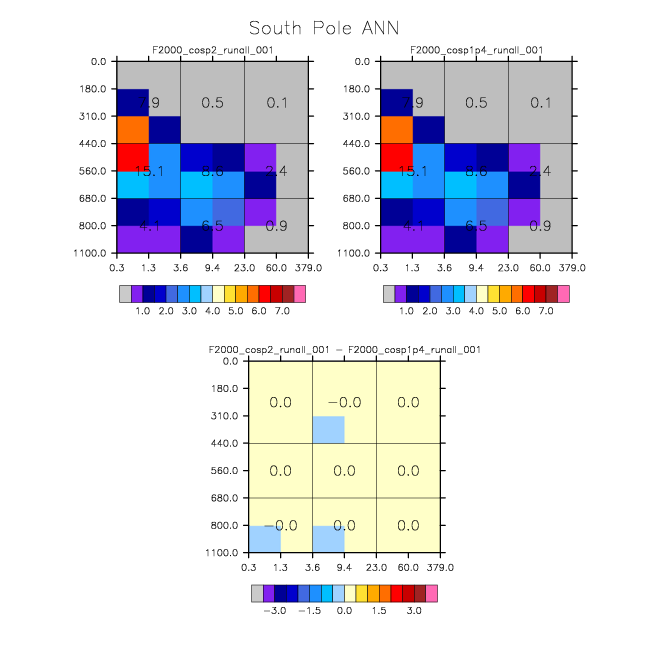 South Pole ANN
F2000_cosp2_runall_001
0.0
180.0
310.0
440.0
560.0
680.0
800.0
1100.0
7.9 0.5 0.1
15.1 8.6 2.4
4.1 6.5 0.9
0.3 1.3 3.6 9.4 23.0 60.0 379.0
1.0 2.0 3.0 4.0 5.0 6.0 7.0
F2000_cosp1p4_runall_001
0.0
180.0
310.0
440.0
560.0
680.0
800.0
1100.0
7.9 0.5 0.1
15.1 8.6 2.4
4.1 6.5 0.9
0.3 1.3 3.6 9.4 23.0 60.0 379.0
1.0 2.0 3.0 4.0 5.0 6.0 7.0
F2000_cosp2_runall_001 − F2000_cosp1p4_runall_001
0.0
180.0
310.0
440.0
560.0
680.0
800.0
1100.0
0.0 −0.0 0.0
0.0 0.0 0.0
−0.0 0.0 0.0
0.3 1.3 3.6 9.4 23.0 60.0 379.0
−3.0 −1.5 0.0 1.5 3.0